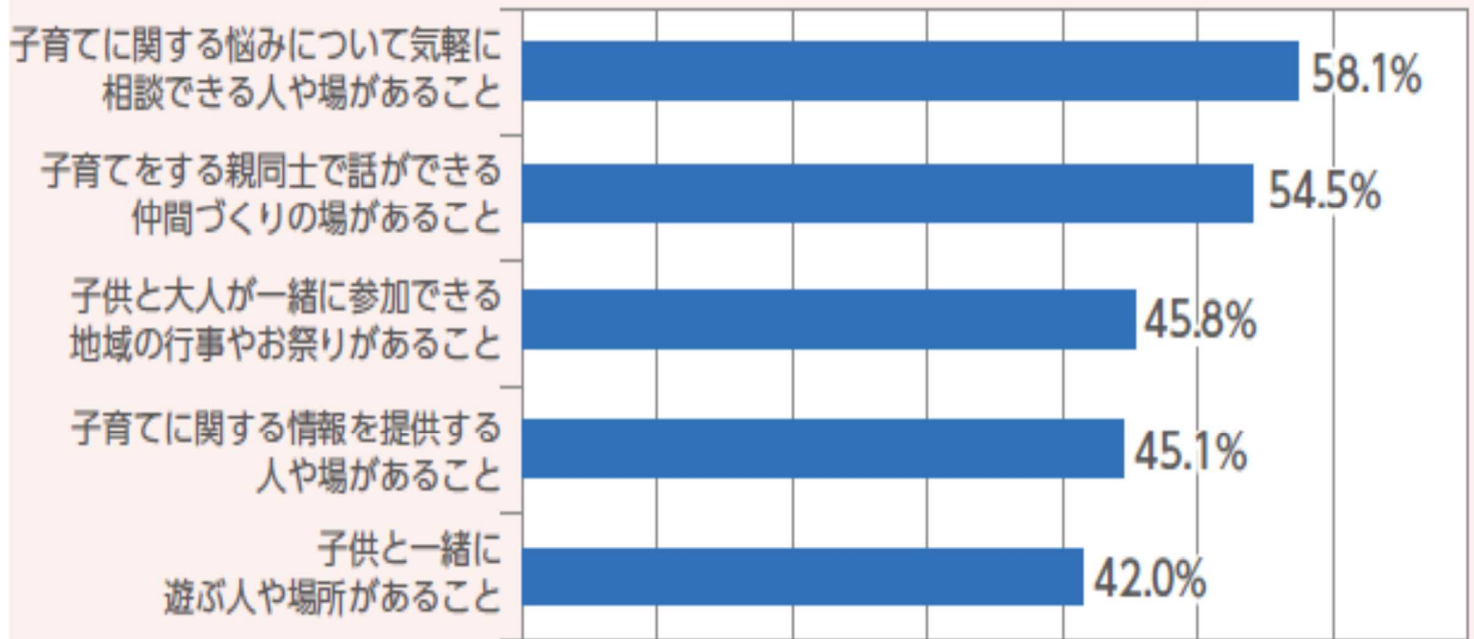 子育てに関する悩みについて気軽に
相談できる人や場があること
58.1%
子育てをする親同士で話ができる
仲間づくりの場があること
54.5%
子供と大人が一緒に参加できる
地域の行事やお祭りがあること
45.8%
子育てに関する情報を提供する
人や場があること
45.1%
子供と一緒に
遊ぶ人や場所があること
42.0%